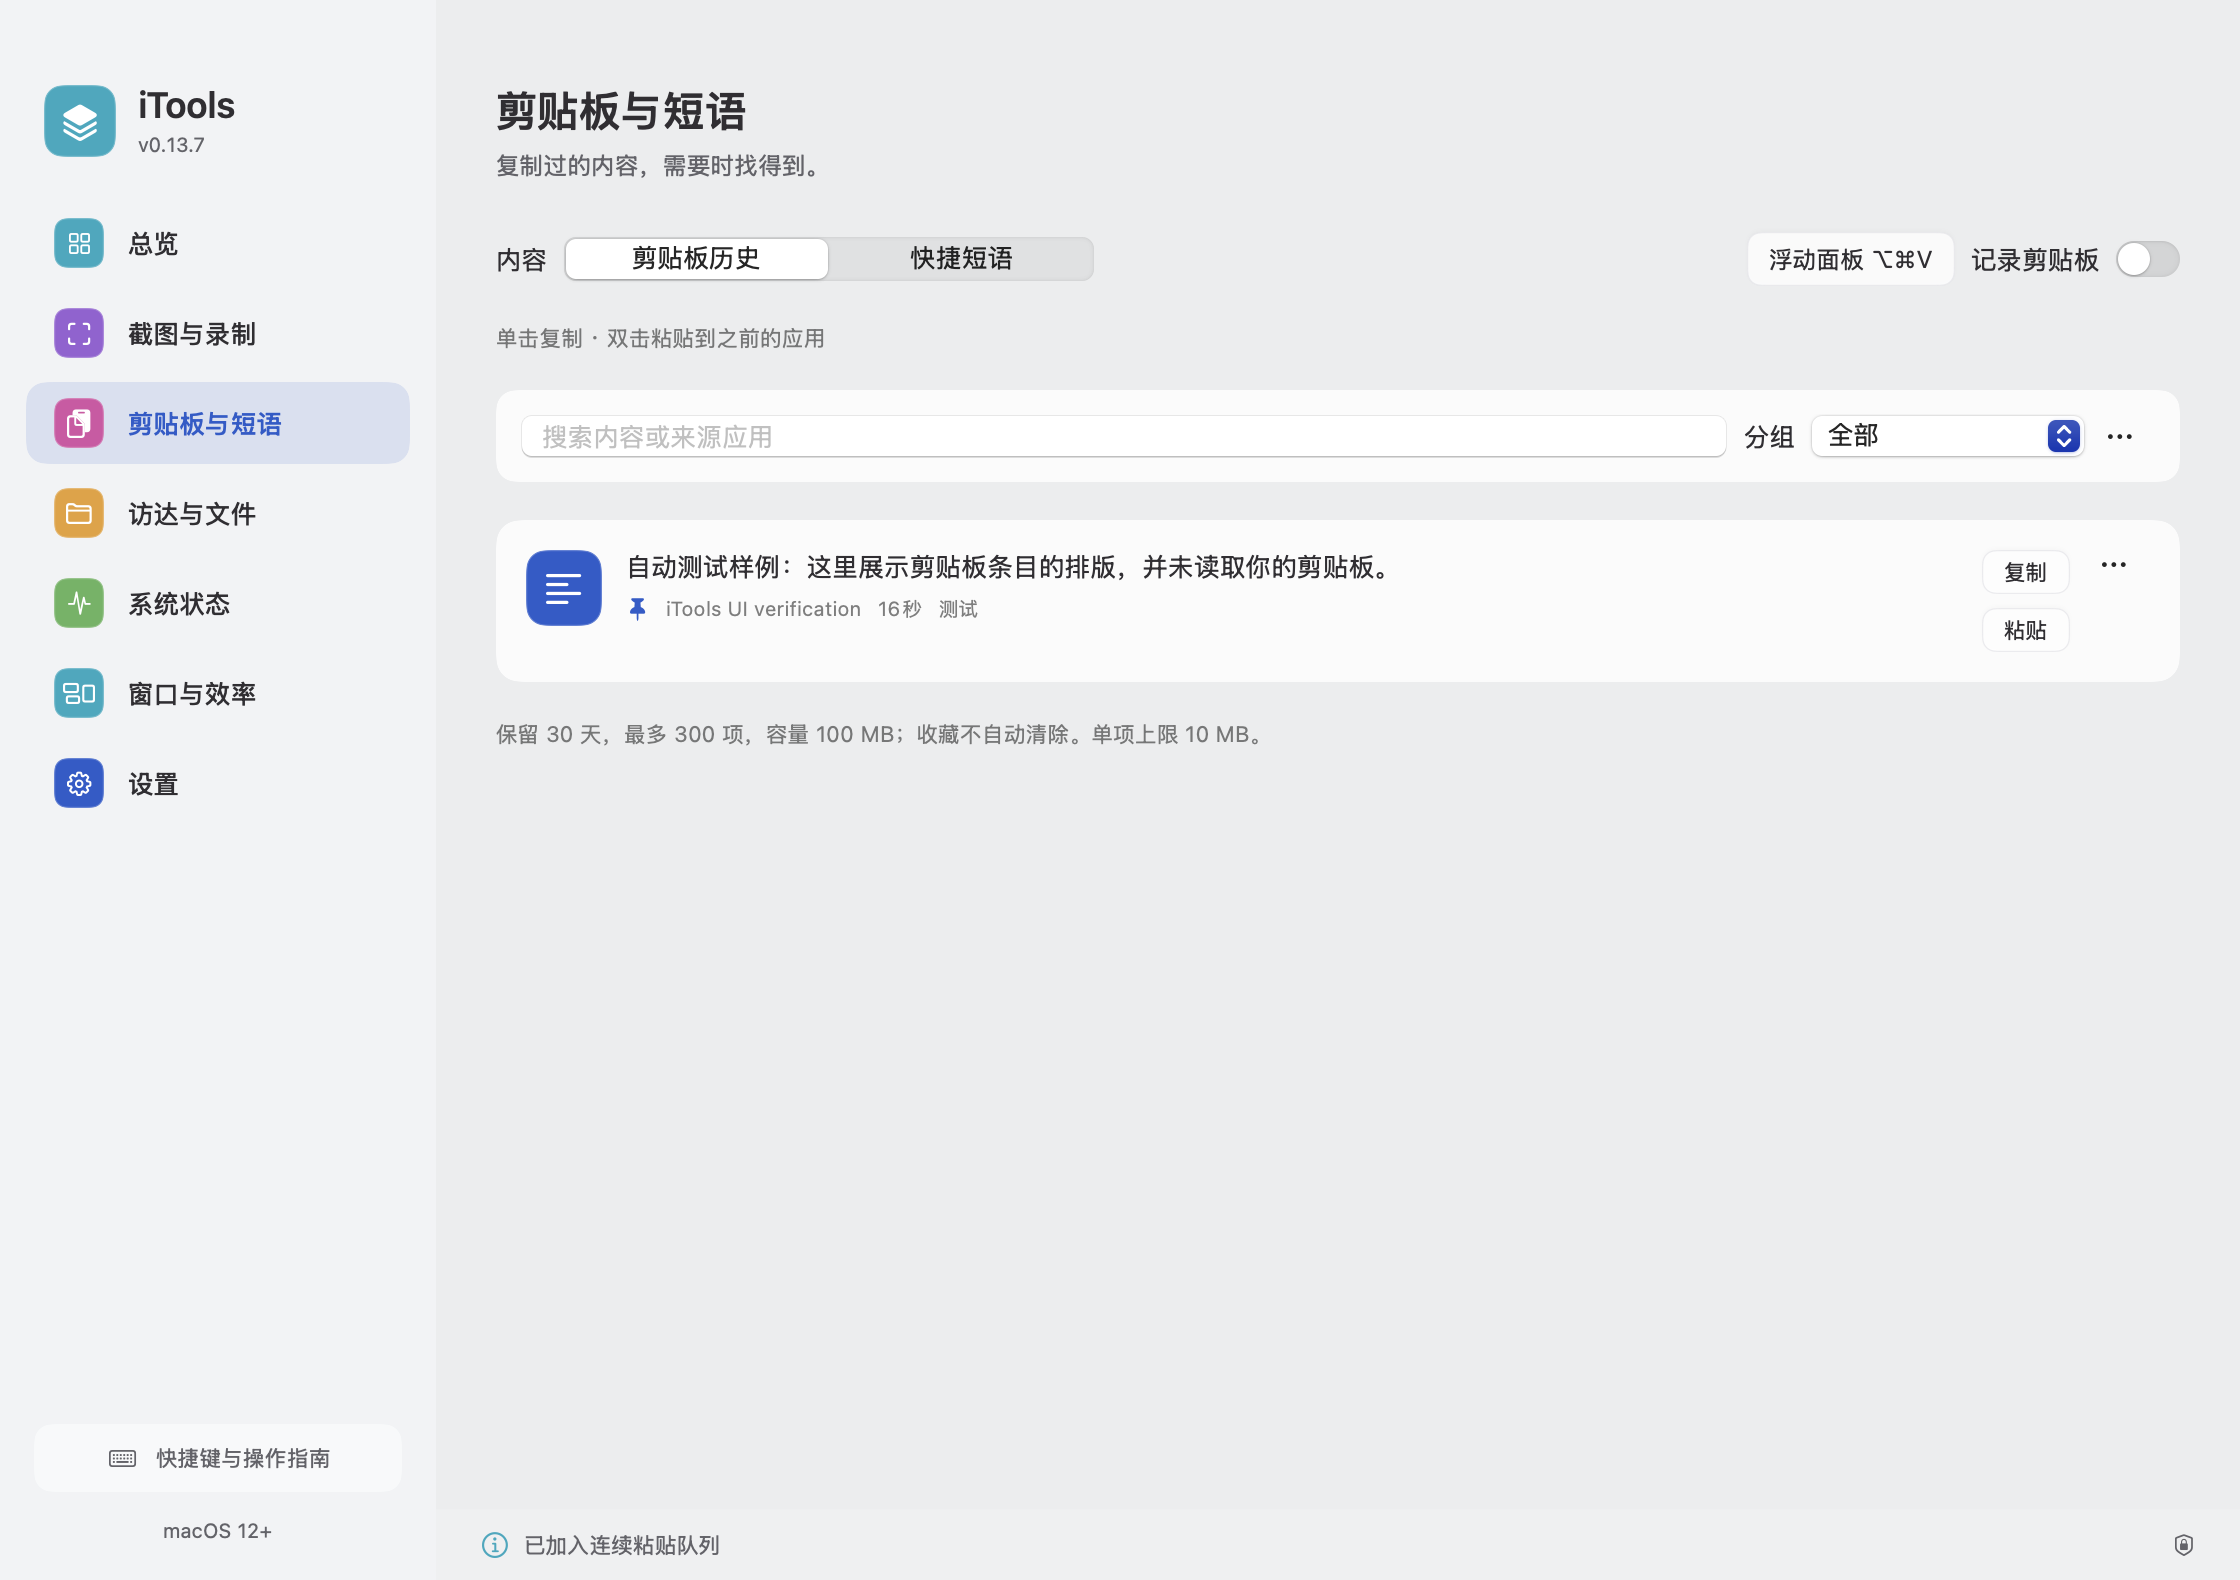 iTools
v0.13.7
总览
截图与录制
剪贴板与短语
访达与文件
系统状态
窗口与效率
设置
快捷键与操作指南
macOS 12+
剪贴板与短语
复制过的内容，需要时找得到。
内容 剪贴板历史 快捷短语 浮动面板 ⌥⌘V 记录剪贴板
单击复制 · 双击粘贴到之前的应用
搜索内容或来源应用 分组 全部
自动测试样例：这里展示剪贴板条目的排版，并未读取你的剪贴板。
iTools UI verification 16秒 测试
复制
粘贴
保留 30 天，最多 300 项，容量 100 MB；收藏不自动清除。单项上限 10 MB。
已加入连续粘贴队列